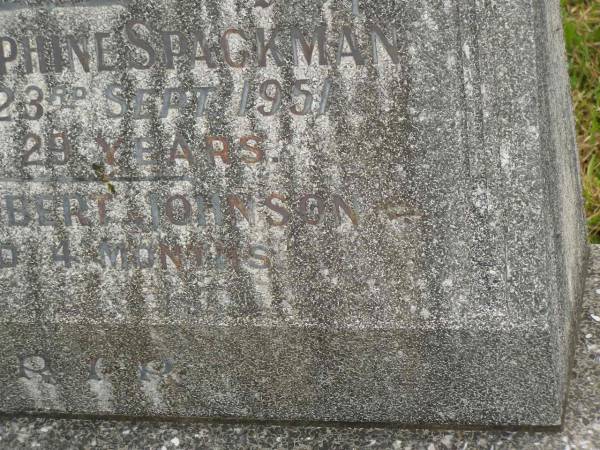 PHINE SPACKMAN
23RD SEPT 1951
29 YEARS.
BERT JOHNSON
D 4 MONTHS
R.I.P.